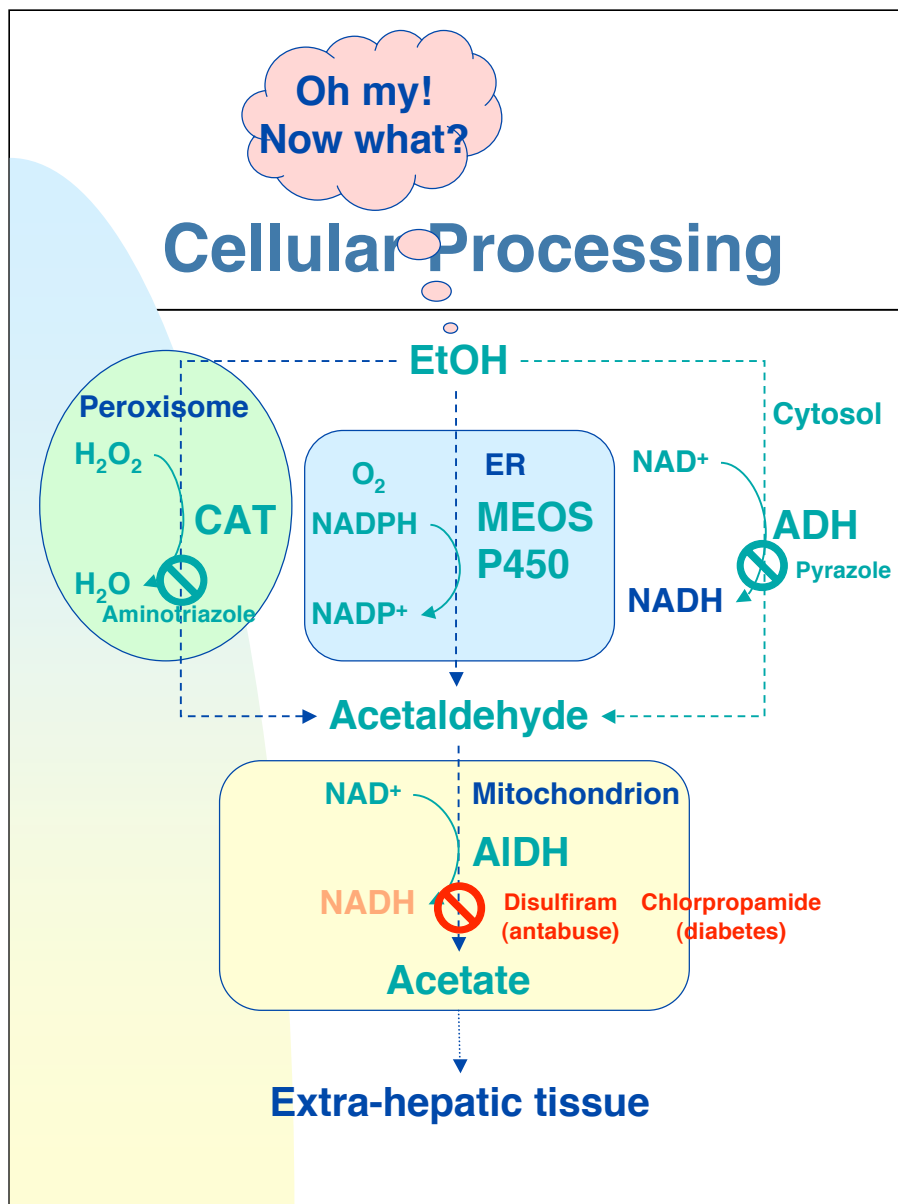 Oh my!
Now what?
Cellular Processing
EtOH
Peroxisome
H₂O₂
CAT
H₂O
Aminotriazole
O₂
NADPH
NADP⁺
ER
MEOS
P450
Cytosol
NAD⁺
ADH
Pyrazole
NADH
Acetaldehyde
NAD⁺
Mitochondrion
AlDH
NADH
Disulfiram
(antabuse)
Chlorpropamide
(diabetes)
Acetate
Extra-hepatic tissue